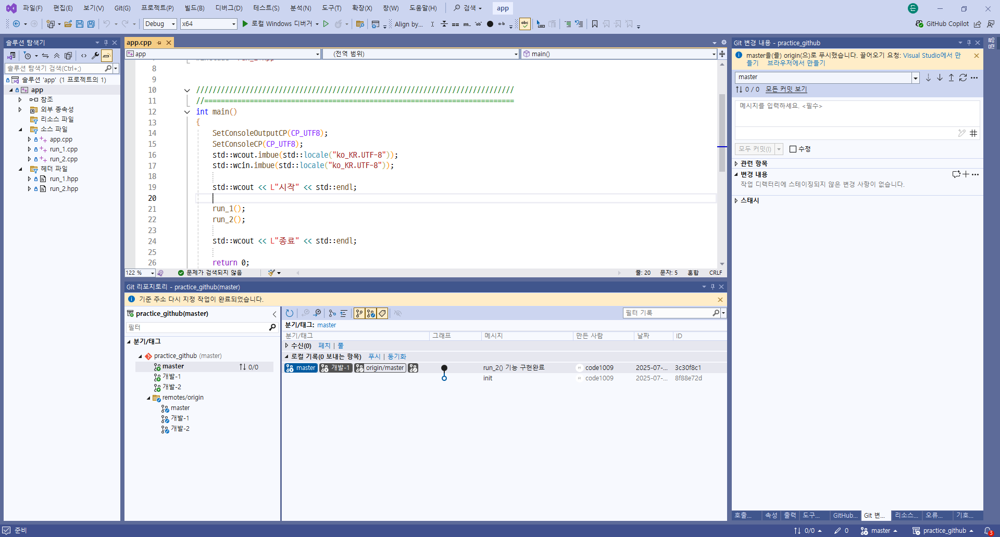 파일(F) 편집(E) 보기(V) Git(G) 프로젝트(P) 빌드(B) 디버그(D) 테스트(S) 분석(N) 도구(T) 확장(X) 창(W) 도움말(H) 검색 app
Debug x64 로컬 Windows 디버거 Align by... GitHub Copilot
솔루션 탐색기
솔루션 탐색기 검색(Ctrl+;)
솔루션 'app' (1 프로젝트의 1)
app
참조
외부 종속성
리소스 파일
소스 파일
app.cpp
run_1.cpp
run_2.cpp
헤더 파일
run_1.hpp
run_2.hpp
app.cpp
app (전역 범위) main()
8
9
10 //////////////////////////////////////////////////////////////////////////////
11 //===========================================================================
12 int main()
13 {
14 SetConsoleOutputCP(CP_UTF8);
15 SetConsoleCP(CP_UTF8);
16 std::wcout.imbue(std::locale("ko_KR.UTF-8"));
17 std::wcin.imbue(std::locale("ko_KR.UTF-8"));
18
19 std::wcout << L"시작" << std::endl;
20
21 run_1();
22 run_2();
23
24 std::wcout << L"종료" << std::endl;
25
26 return 0;
122 % 문제가 검색되지 않음 줄: 20 문자: 5 혼합 CRLF
Git 리포지토리 - practice_github(master)
기준 주소 다시 지정 작업이 완료되었습니다.
practice_github(master)
필터
분기/태그
practice_github (master)
master 0/0
개발-1
개발-2
remotes/origin
master
개발-1
개발-2
필터 기록
분기/태그: master
분기/태그 그래프 메시지 만든 사람 날짜 ID
수신(0) 페치 | 풀
로컬 기록(0 보내는 항목) 푸시 | 동기화
master 개발-1 origin/master run_2() 기능 구현완료 code1009 2025-07-... 3c30f8c1
init code1009 2025-07-... 8f88e72d
Git 변경 내용 - practice_github
master을(를) origin(으)로 푸시했습니다. 끌어오기 요청: Visual Studio에서 만
들기 브라우저에서 만들기
master
0 / 0 모든 커밋 보기
메시지를 입력하세요. <필수>
모두 커밋(I) 수정
관련 항목
변경 내용
작업 디렉터리에 스테이징되지 않은 변경 사항이 없습니다.
스태시
호출... 속성 출력 도구... GitHub... Git 변... 리소스... 오류... 기호...
알림
준비 0/0 0 master practice_github 3